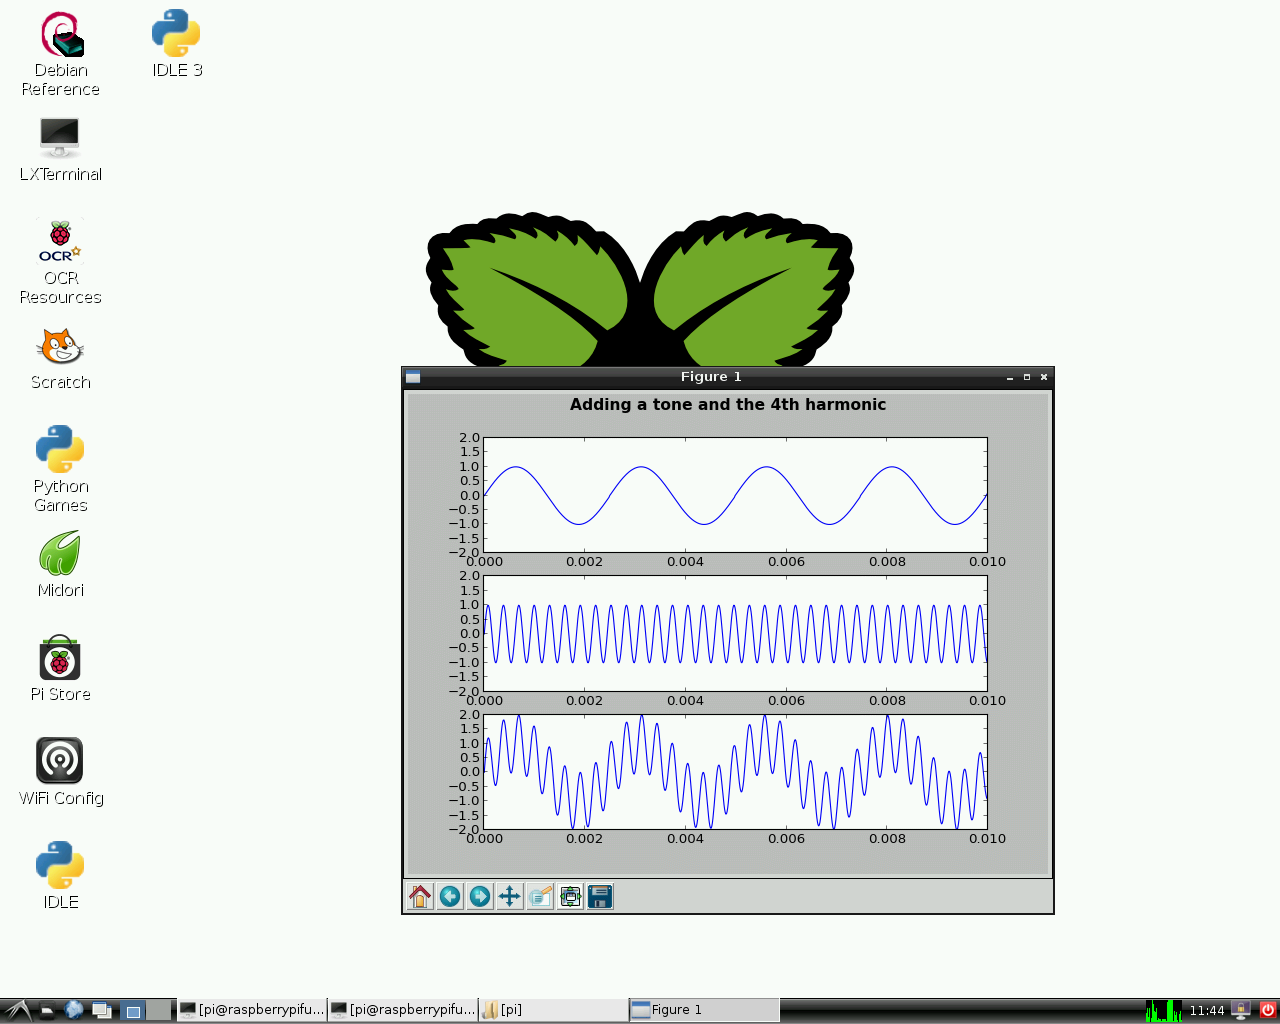 Debian
Reference
IDLE 3
LXTerminal
OCR
OCR
Resources
Scratch
Python
Games
Midori
Pi Store
WiFi Config
IDLE
Figure 1
Adding a tone and the 4th harmonic
2.0
1.5
1.0
0.5
0.0
−0.5
−1.0
−1.5
−2.0
0.000 0.002 0.004 0.006 0.008 0.010
2.0
1.5
1.0
0.5
0.0
−0.5
−1.0
−1.5
−2.0
0.000 0.002 0.004 0.006 0.008 0.010
2.0
1.5
1.0
0.5
0.0
−0.5
−1.0
−1.5
−2.0
0.000 0.002 0.004 0.006 0.008 0.010
[pi@raspberrypifu... [pi@raspberrypifu... [pi] Figure 1 11:44